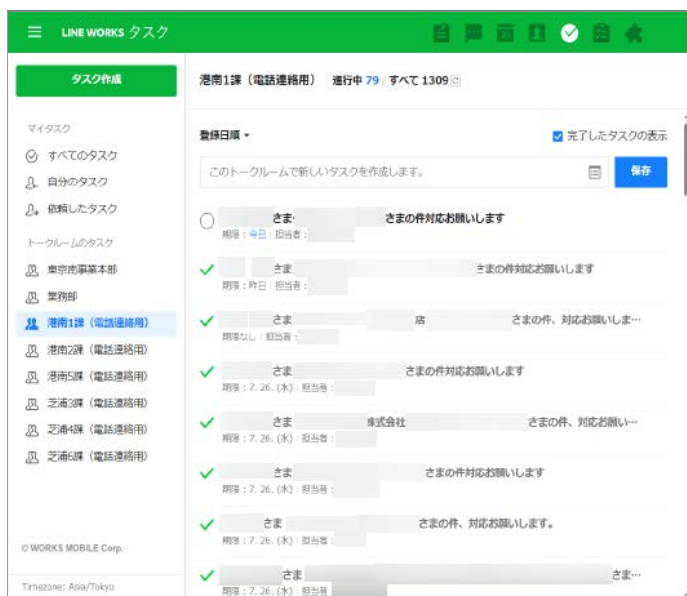 LINE WORKS タスク
タスク作成
マイタスク
すべてのタスク
自分のタスク
依頼したタスク
トークルームのタスク
東京南事業本部
業務部
港南1課（電話連絡用）
港南2課（電話連絡用）
港南5課（電話連絡用）
芝浦3課（電話連絡用）
芝浦4課（電話連絡用）
芝浦6課（電話連絡用）
© WORKS MOBILE Corp.
Timezone: Asia/Tokyo
港南1課（電話連絡用） 進行中 79 / すべて 1309
登録日順
完了したタスクの表示
このトークルームで新しいタスクを作成します。
保存
さま さまの件対応お願いします
期限：今日 担当者：
さま さまの件対応お願いします
期限：昨日 担当者：
さま 店 さまの件、対応お願いしま…
期限なし 担当者：
さま さまの件対応お願いします
期限：7. 26. (水) 担当者：
さま 株式会社 さまの件、対応お願い…
期限：7. 26. (水) 担当者：
さま さまの件対応お願いします
期限：7. 26. (水) 担当者：
さま さまの件、対応お願いします。
期限：7. 26. (水) 担当者：
さま さま…
期限：7. 26. (水) 担当者：